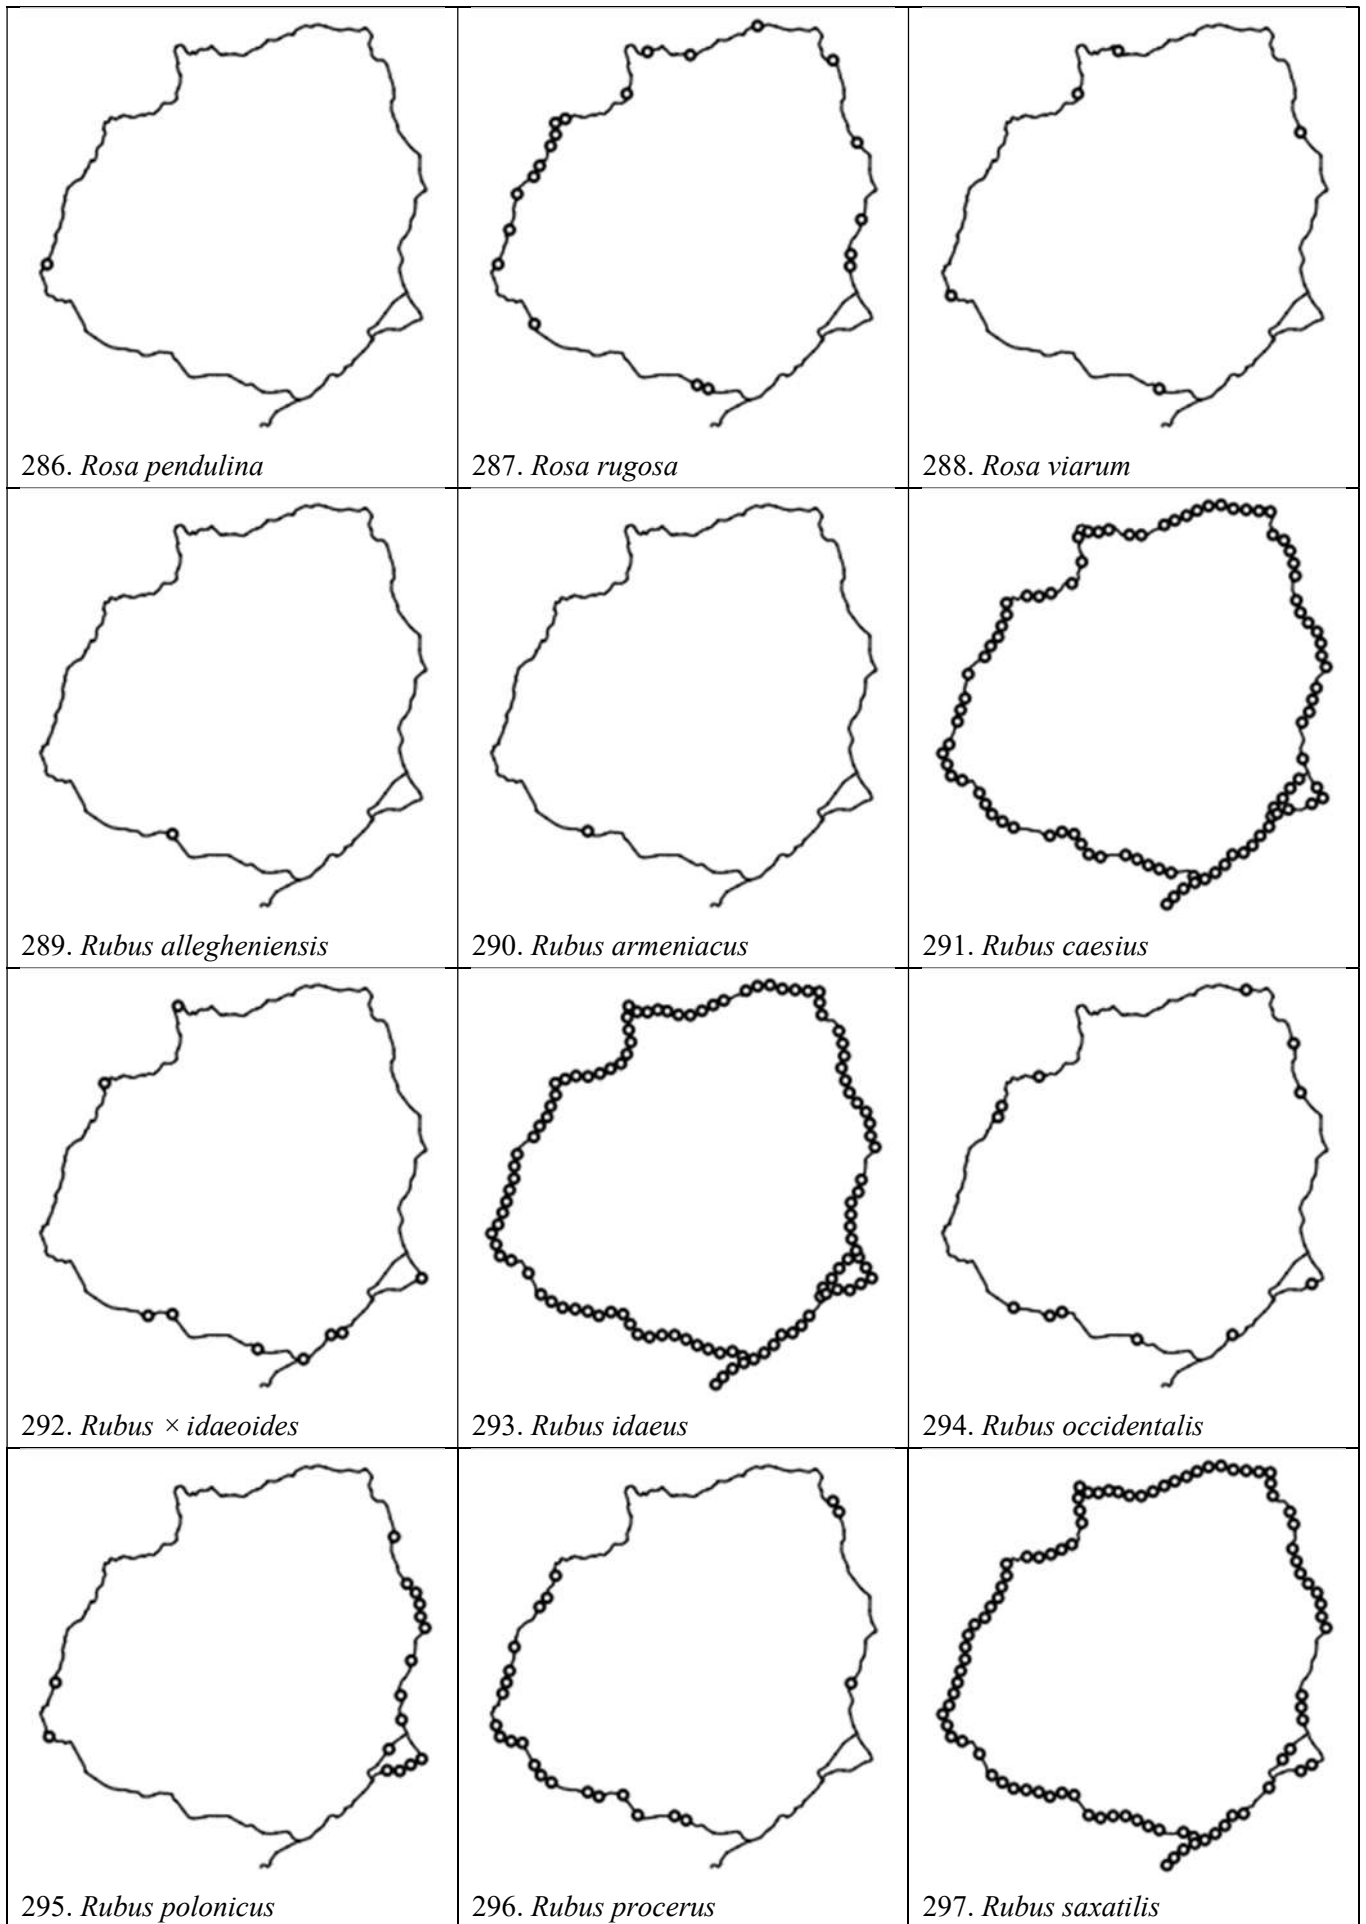 286. Rosa pendulina
287. Rosa rugosa
288. Rosa viarum
289. Rubus allegheniensis
290. Rubus armeniacus
291. Rubus caesius
292. Rubus × idaeoides
293. Rubus idaeus
294. Rubus occidentalis
295. Rubus polonicus
296. Rubus procerus
297. Rubus saxatilis